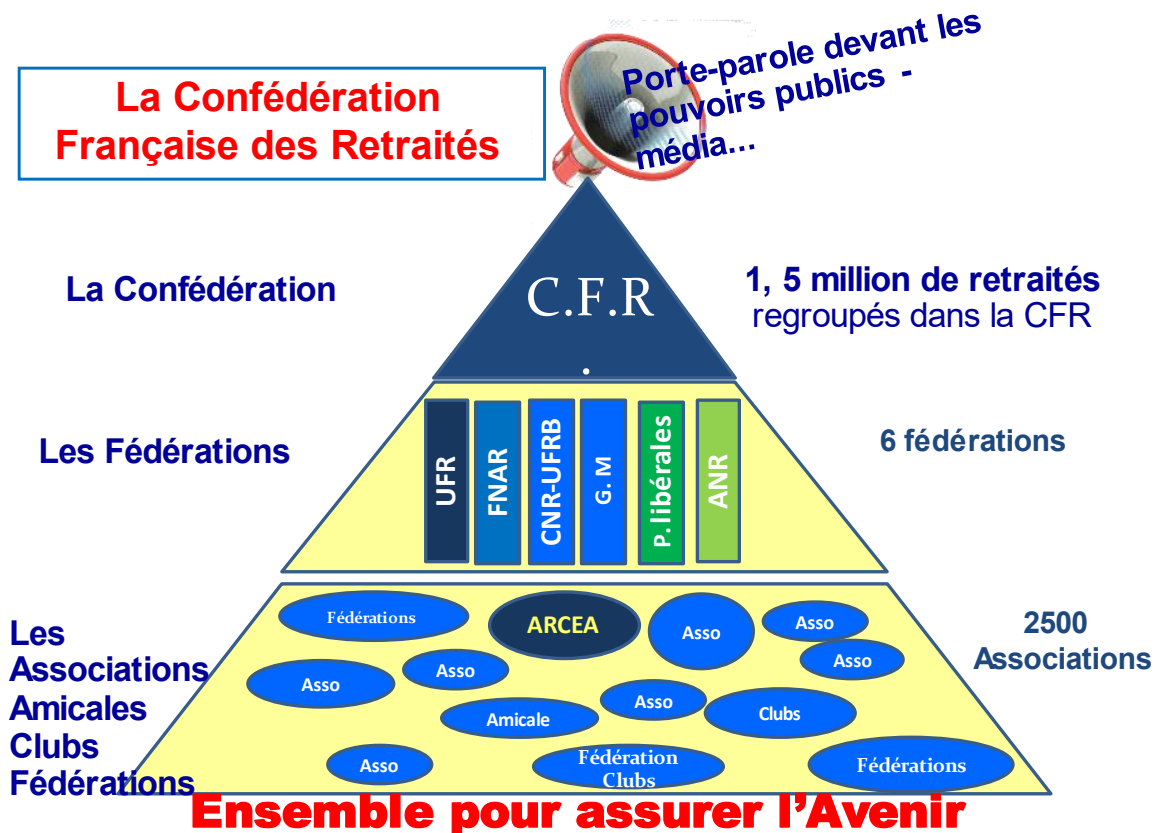 La Confédération
Française des Retraités
Porte-parole devant les
pouvoirs publics -
média…
La Confédération
C.F.R
.
1, 5 million de retraités
regroupés dans la CFR
Les Fédérations
UFR
FNAR
CNR-UFRB
G. M
P. libérales
ANR
6 fédérations
Les
Associations
Amicales
Clubs
Fédérations
Fédérations
ARCEA
Asso
Asso
Asso
Asso
Asso
Asso
Amicale
Clubs
Asso
Fédération
Clubs
Fédérations
2500
Associations
Ensemble pour assurer l’Avenir